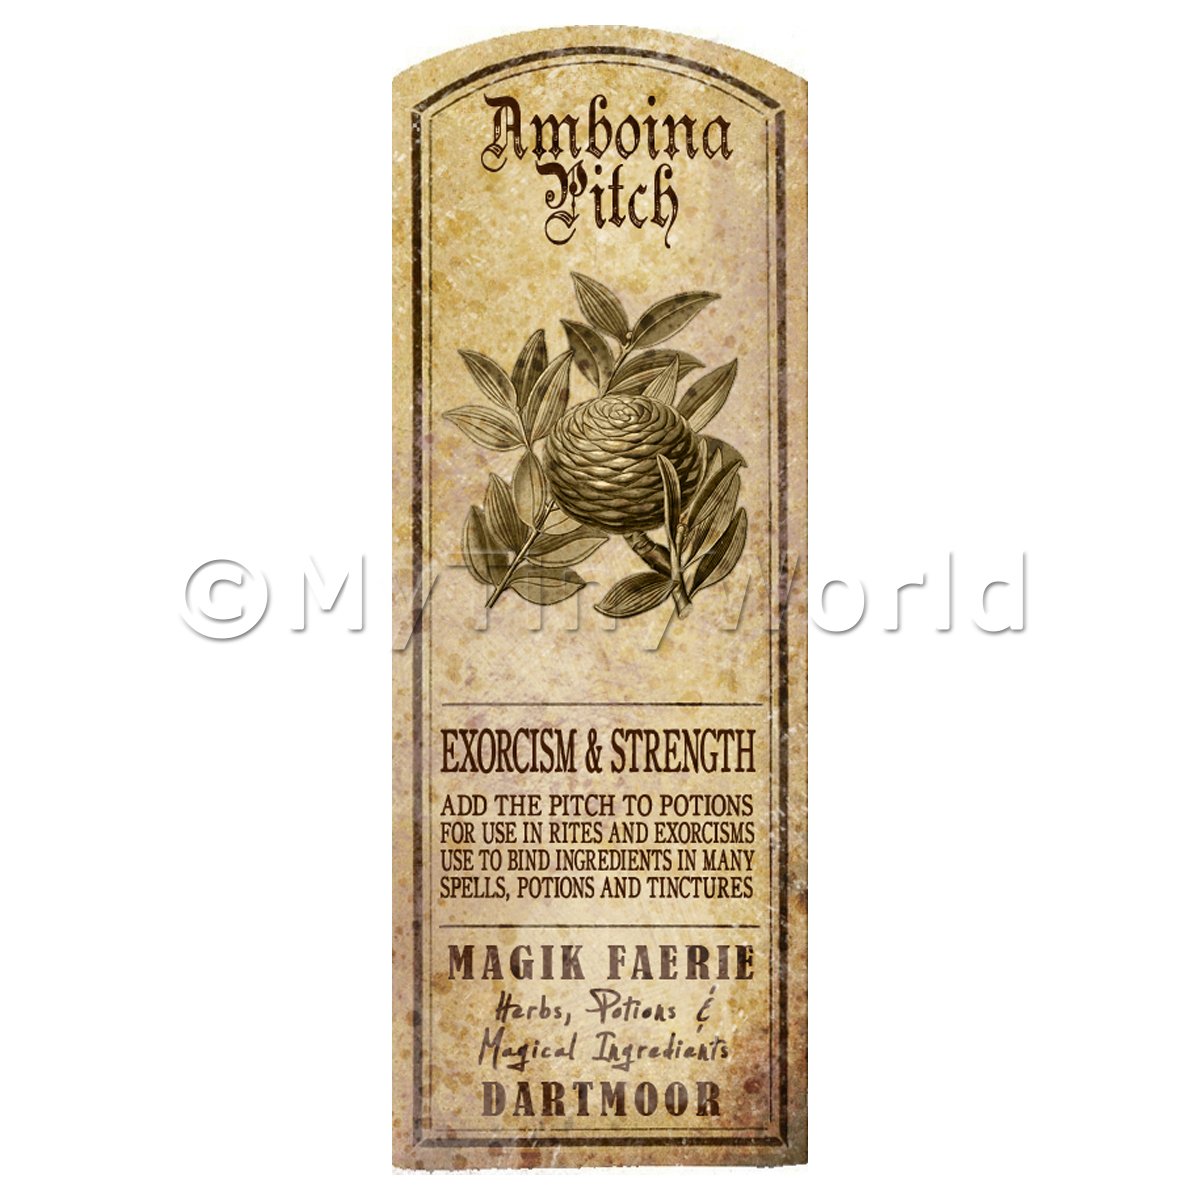 Amboina
Pitch
©MyTinyWorld
EXORCISM & STRENGTH
ADD THE PITCH TO POTIONS
FOR USE IN RITES AND EXORCISMS
USE TO BIND INGREDIENTS IN MANY
SPELLS, POTIONS AND TINCTURES
MAGIK FAERIE
Herbs, Potions &
Magical Ingredients
DARTMOOR